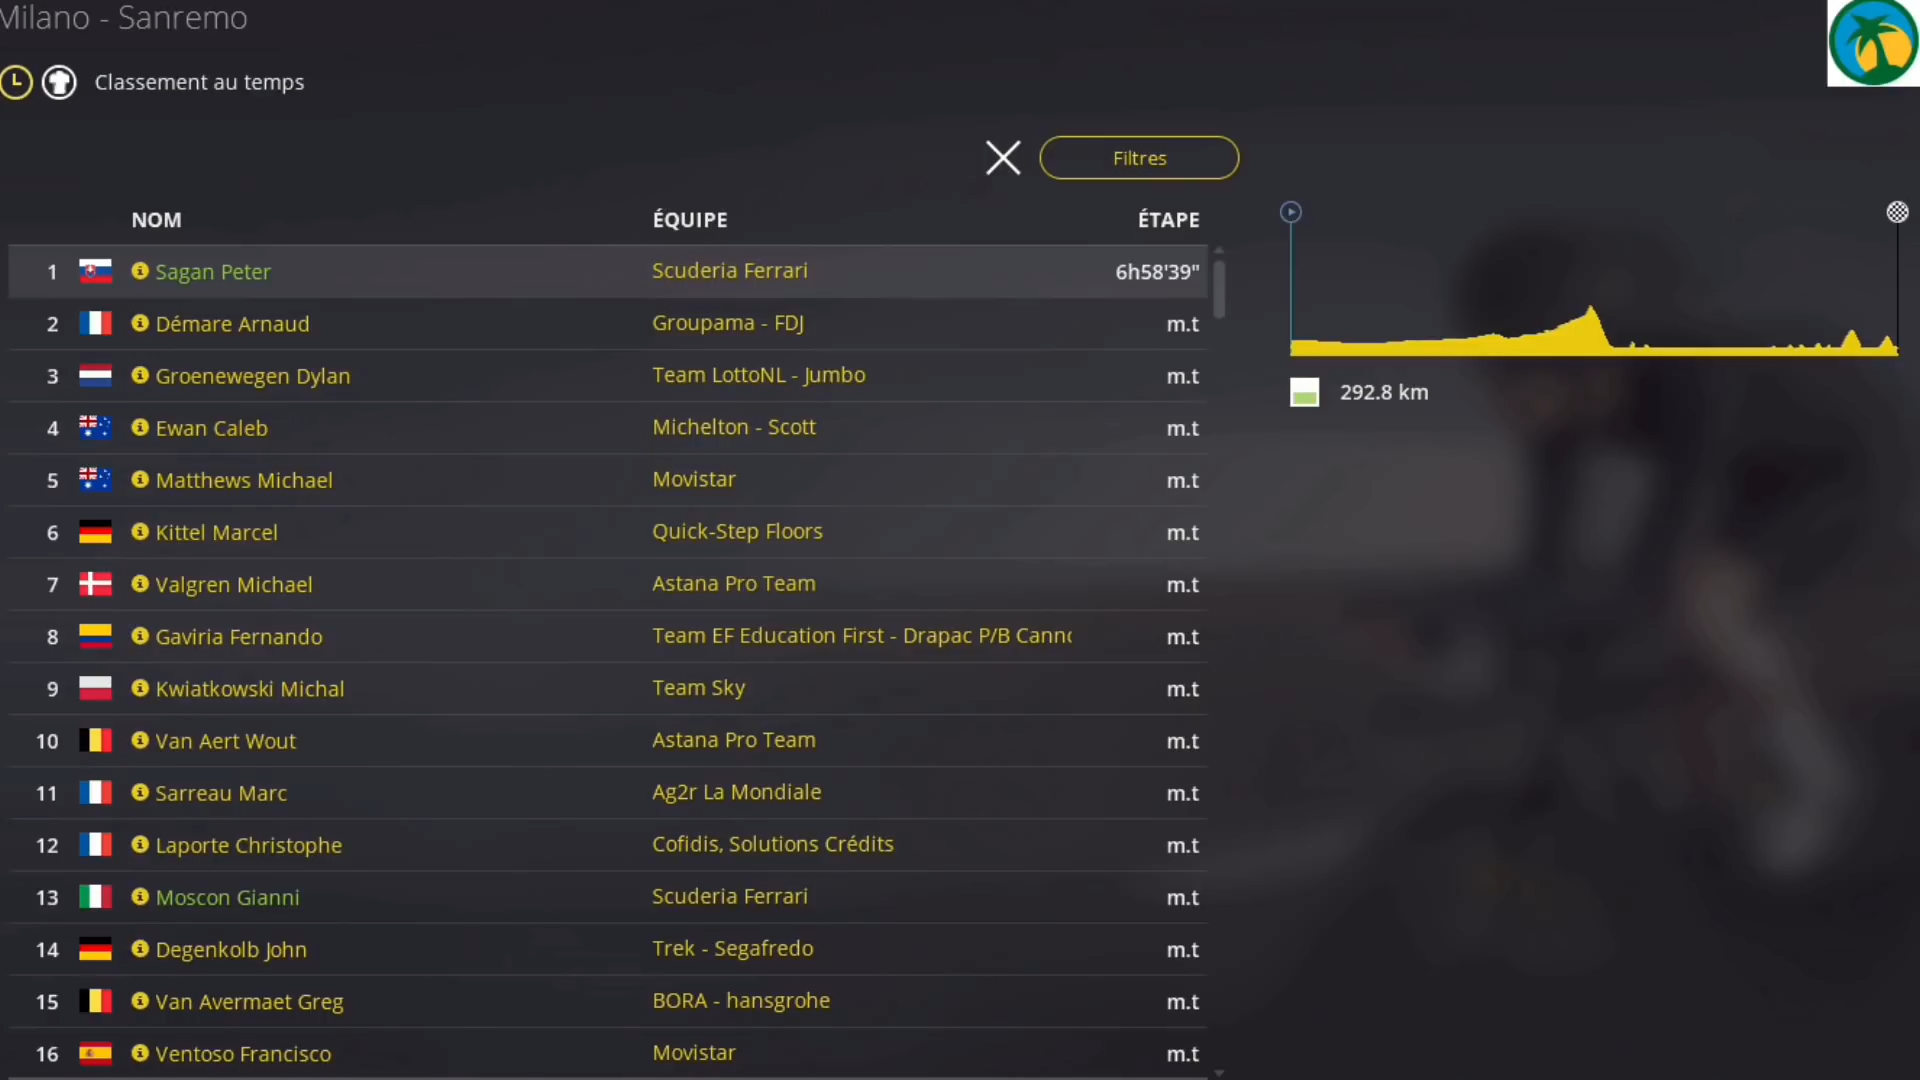 Milano - Sanremo
Classement au temps
Filtres
NOM ÉQUIPE ÉTAPE
1 Sagan Peter Scuderia Ferrari 6h58'39"
2 Démare Arnaud Groupama - FDJ m.t
3 Groenewegen Dylan Team LottoNL - Jumbo m.t
4 Ewan Caleb Michelton - Scott m.t
5 Matthews Michael Movistar m.t
6 Kittel Marcel Quick-Step Floors m.t
7 Valgren Michael Astana Pro Team m.t
8 Gaviria Fernando Team EF Education First - Drapac P/B Canno m.t
9 Kwiatkowski Michal Team Sky m.t
10 Van Aert Wout Astana Pro Team m.t
11 Sarreau Marc Ag2r La Mondiale m.t
12 Laporte Christophe Cofidis, Solutions Crédits m.t
13 Moscon Gianni Scuderia Ferrari m.t
14 Degenkolb John Trek - Segafredo m.t
15 Van Avermaet Greg BORA - hansgrohe m.t
16 Ventoso Francisco Movistar m.t
292.8 km